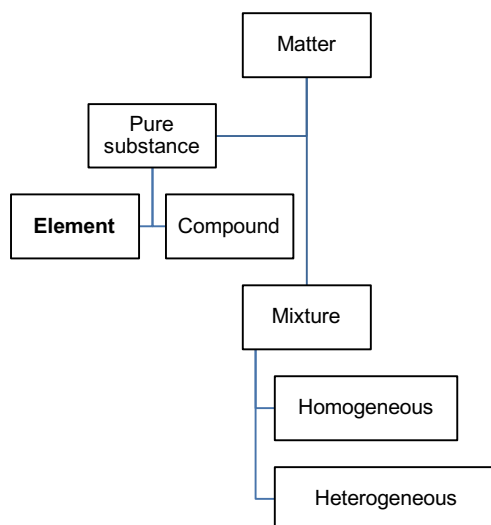 Matter
Pure
substance
Element
Compound
Mixture
Homogeneous
Heterogeneous